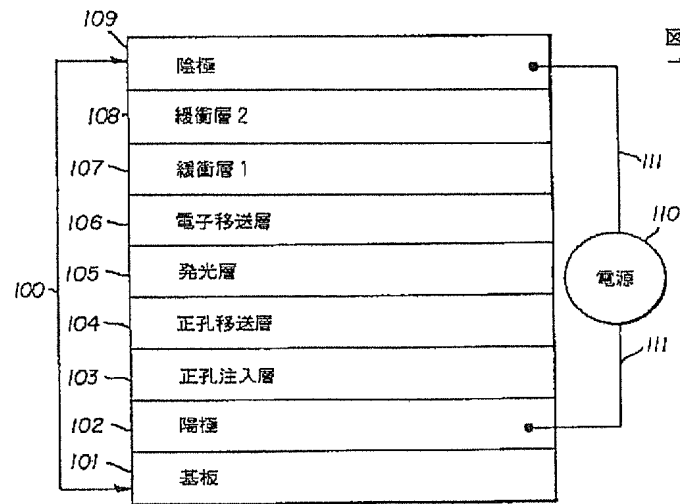 109
図
陰極
108
緩衝層 2
107
緩衝層 1
111
106
電子移送層
110
105
発光層
電源
100
104
正孔移送層
111
103
正孔注入層
102
陽極
101
基板